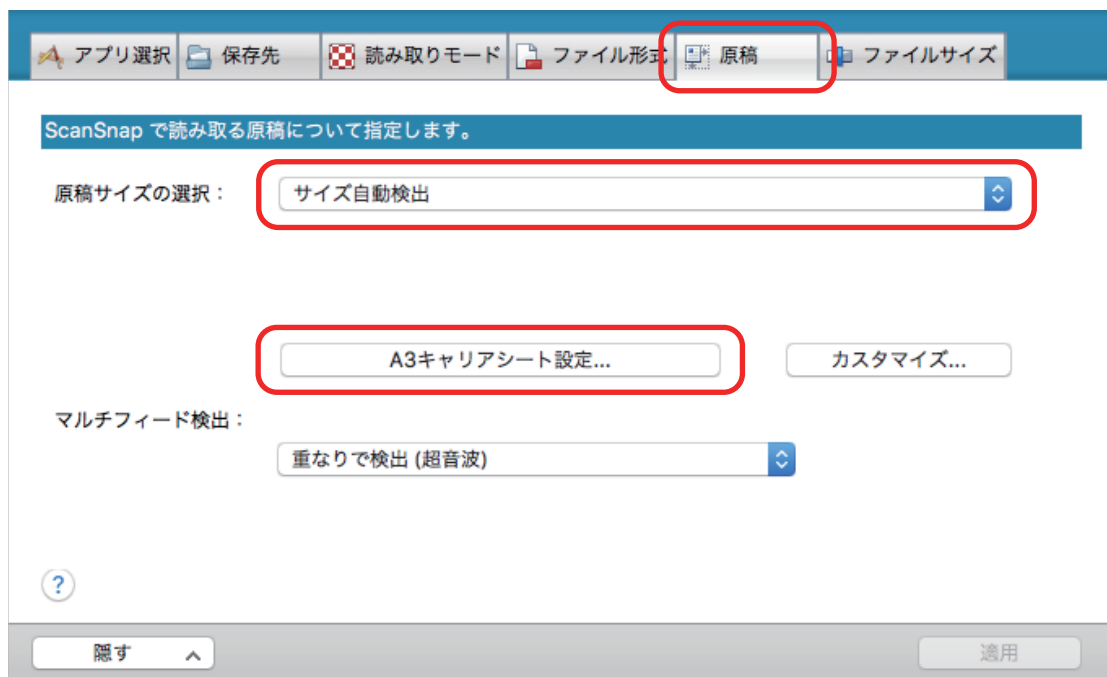 アプリ選択 保存先 読み取りモード ファイル形式 原稿 ファイルサイズ
ScanSnap で読み取る原稿について指定します。
原稿サイズの選択： サイズ自動検出
A3キャリアシート設定... カスタマイズ...
マルチフィード検出：
重なりで検出 (超音波)
?
隠す 適用